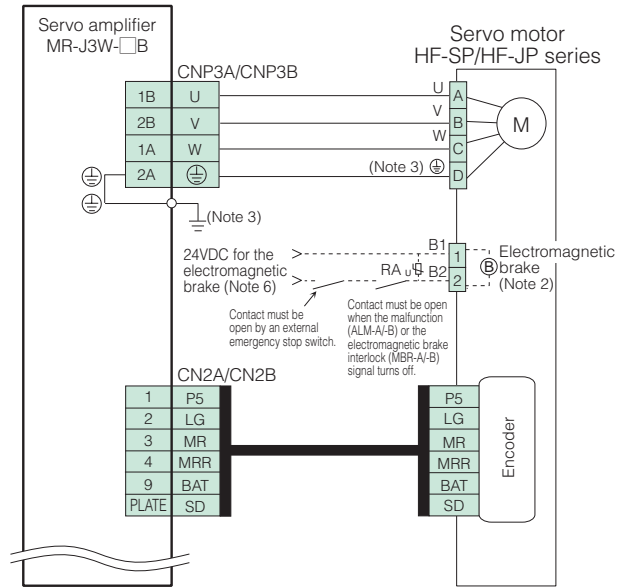 Servo amplifier
MR-J3W-□B
Servo motor
HF-SP/HF-JP series
CNP3A/CNP3B
1B U
2B V
1A W
2A ⏚
U
V
W
(Note 3) ⏚
A
B
C
D
M
⏚
⏚
(Note 3)
24VDC for the
electromagnetic
brake (Note 6)
B1
RA U B2
1
2
B
Electromagnetic
brake
(Note 2)
Contact must be
open by an external
emergency stop switch.
Contact must be open
when the malfunction
(ALM-A/-B) or the
electromagnetic brake
interlock (MBR-A/-B)
signal turns off.
CN2A/CN2B
1 P5
2 LG
3 MR
4 MRR
9 BAT
PLATE SD
P5
LG
MR
MRR
BAT
SD
Encoder